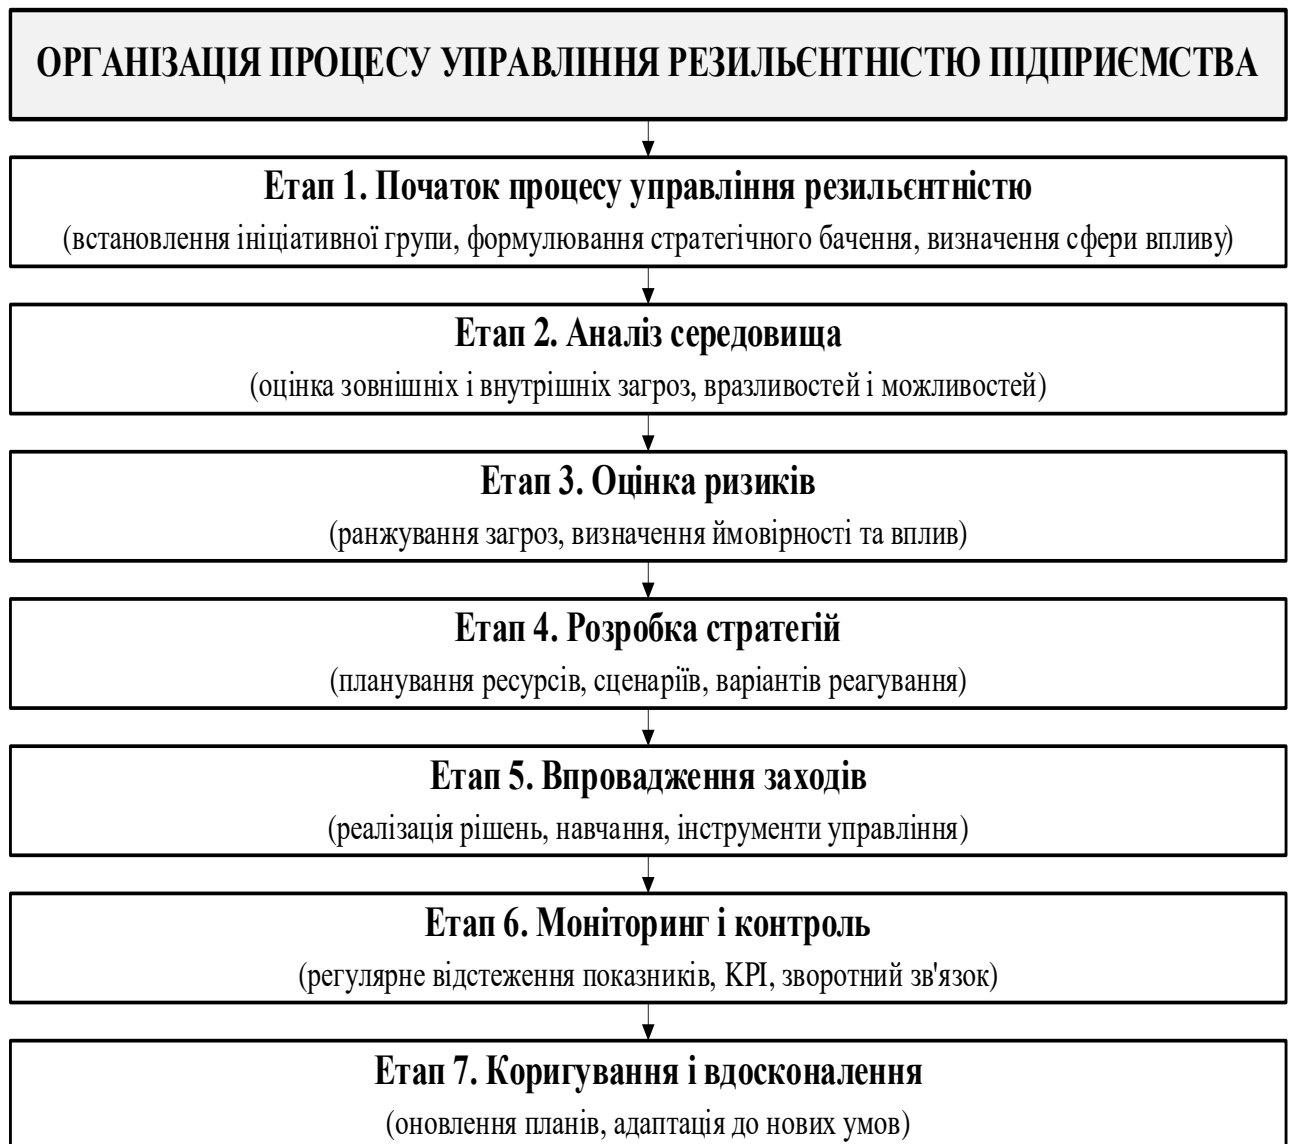 ОРГАНІЗАЦІЯ ПРОЦЕСУ УПРАВЛІННЯ РЕЗИЛЬЄНТНІСТЮ ПІДПРИЄМСТВА
Етап 1. Початок процесу управління резильєнтністю
(встановлення ініціативної групи, формулювання стратегічного бачення, визначення сфери впливу)
Етап 2. Аналіз середовища
(оцінка зовнішніх і внутрішніх загроз, вразливостей і можливостей)
Етап 3. Оцінка ризиків
(ранжування загроз, визначення ймовірності та вплив)
Етап 4. Розробка стратегій
(планування ресурсів, сценаріїв, варіантів реагування)
Етап 5. Впровадження заходів
(реалізація рішень, навчання, інструменти управління)
Етап 6. Моніторинг і контроль
(регулярне відстеження показників, KPI, зворотний зв'язок)
Етап 7. Коригування і вдосконалення
(оновлення планів, адаптація до нових умов)